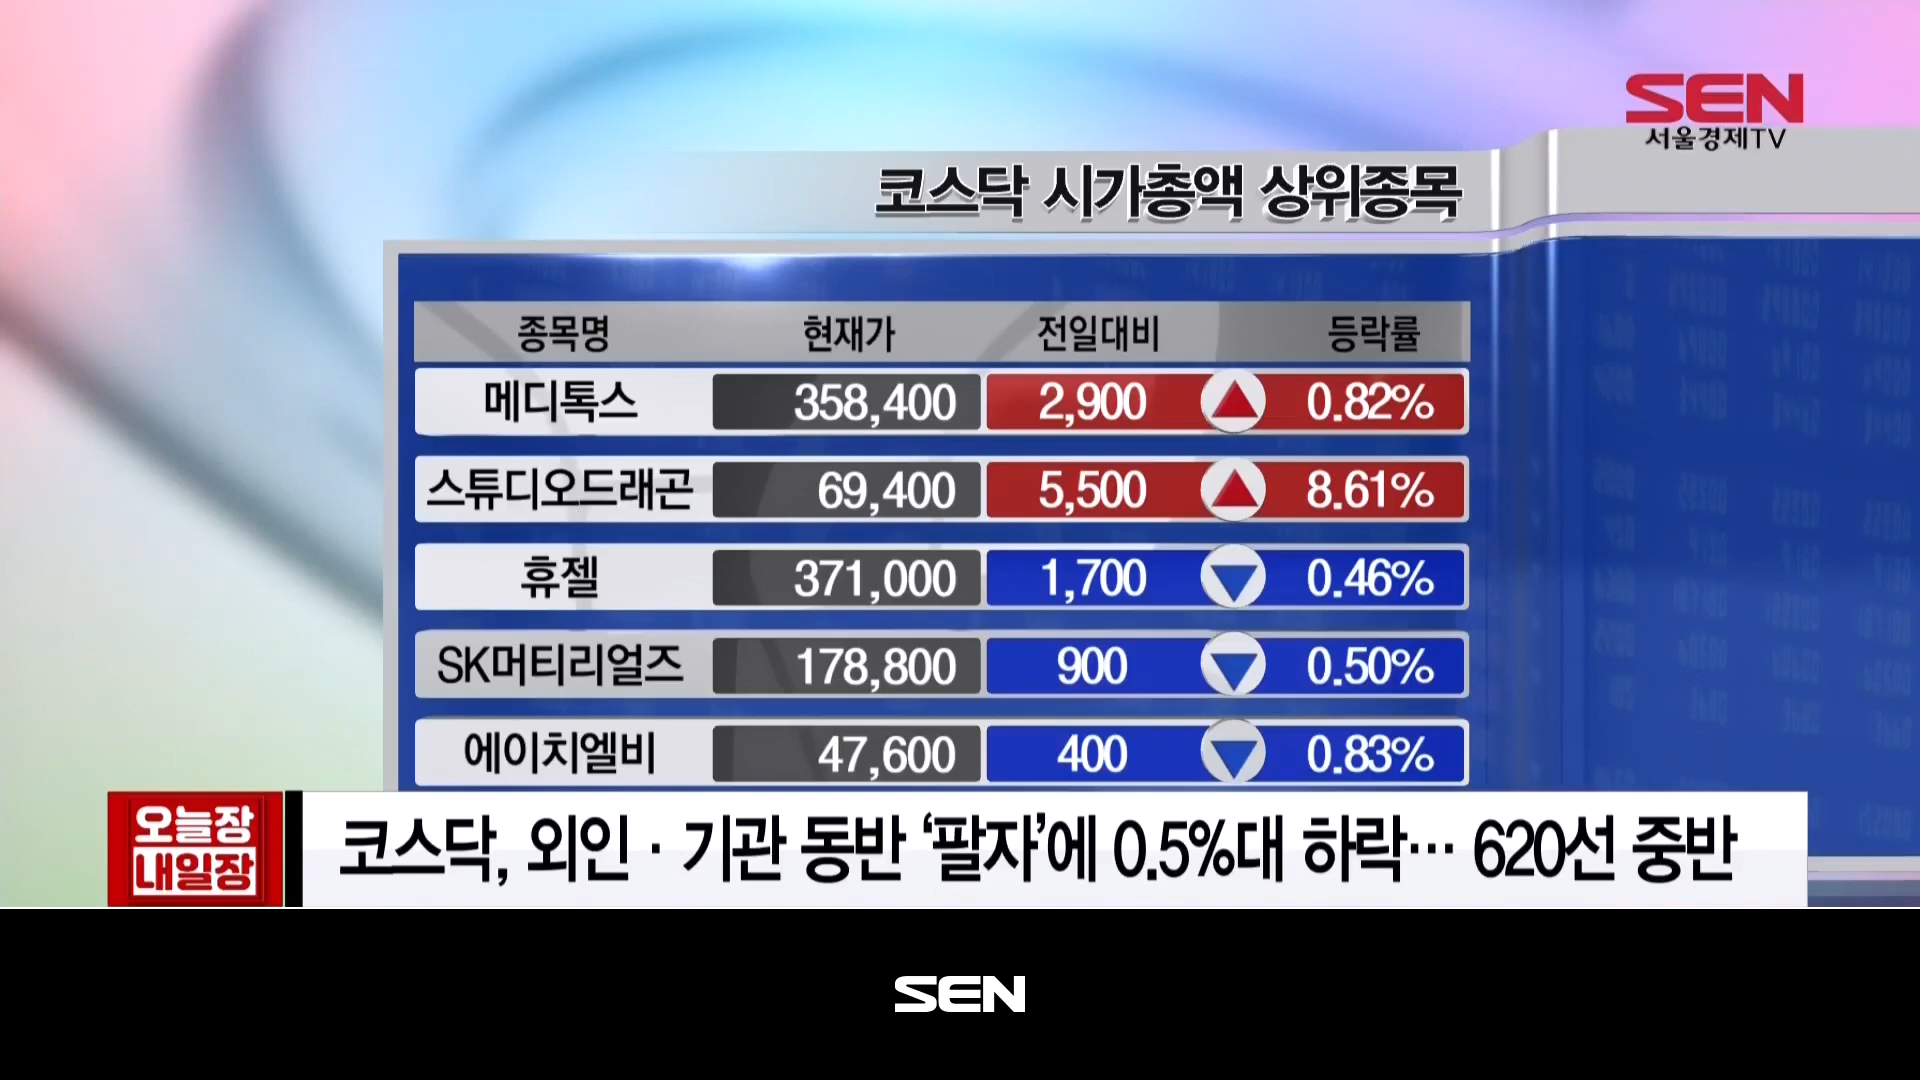 SEN
서울경제TV
코스닥 시가총액 상위종목
종목명 현재가 전일대비 등락률
메디톡스 358,400 2,900 ▲ 0.82%
스튜디오드래곤 69,400 5,500 ▲ 8.61%
휴젤 371,000 1,700 ▼ 0.46%
SK머티리얼즈 178,800 900 ▼ 0.50%
에이치엘비 47,600 400 ▼ 0.83%
오늘장
내일장
코스닥, 외인·기관 동반 ‘팔자’에 0.5%대 하락… 620선 중반
SEN